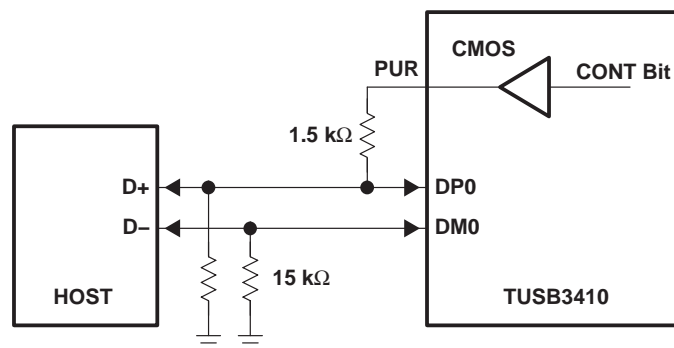 CMOS
PUR
CONT Bit
1.5 kΩ
D+
DP0
D–
DM0
15 kΩ
HOST
TUSB3410